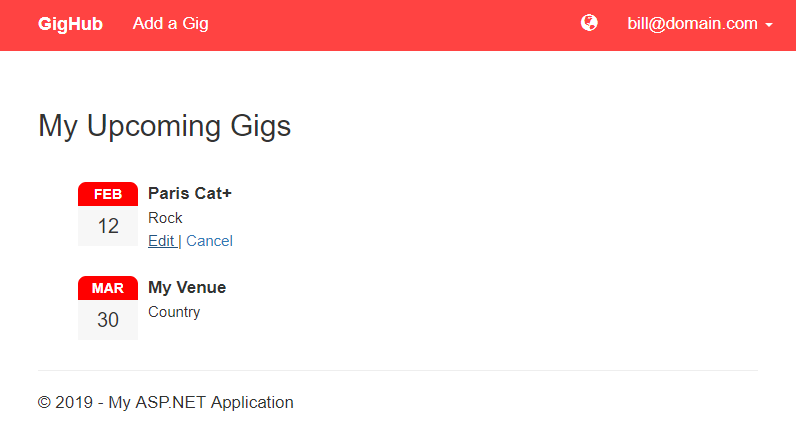 GigHub Add a Gig bill@domain.com
My Upcoming Gigs
FEB
12
Paris Cat+
Rock
Edit | Cancel
MAR
30
My Venue
Country
© 2019 - My ASP.NET Application